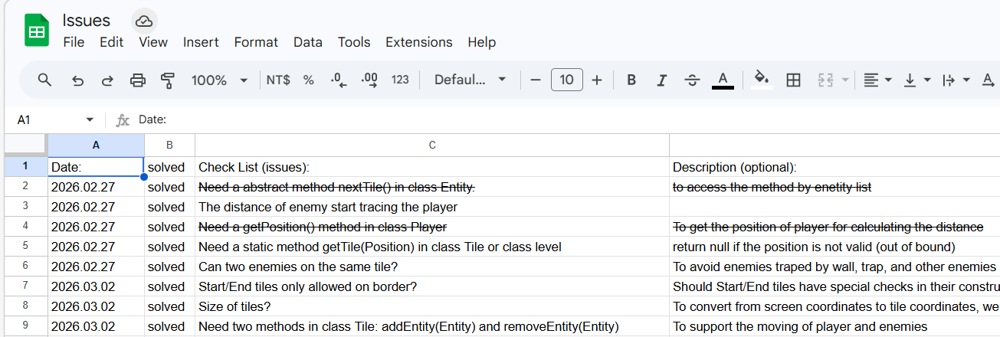 Issues
File Edit View Insert Format Data Tools Extensions Help
100% NT$ % .0 .00 123 Defaul... 10 B I S A A
A1 fx Date:
A B C
1 Date: solved Check List (issues): Description (optional):
2 2026.02.27 solved Need a abstract method nextTile() in class Entity. to access the method by enetity list
3 2026.02.27 solved The distance of enemy start tracing the player
4 2026.02.27 solved Need a getPosition() method in class Player To get the position of player for calculating the distance
5 2026.02.27 solved Need a static method getTile(Position) in class Tile or class level return null if the position is not valid (out of bound)
6 2026.02.27 solved Can two enemies on the same tile? To avoid enemies traped by wall, trap, and other enemies
7 2026.03.02 solved Start/End tiles only allowed on border? Should Start/End tiles have special checks in their constru
8 2026.03.02 solved Size of tiles? To convert from screen coordinates to tile coordinates, we
9 2026.03.02 solved Need two methods in class Tile: addEntity(Entity) and removeEntity(Entity) To support the moving of player and enemies